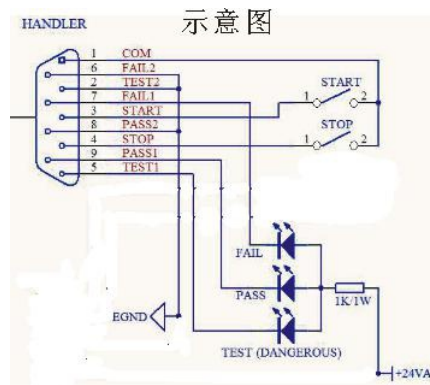 示意图
HANDLER
1 COM
6 FAIL2
2 TEST2
7 FAIL1
3 START
8 PASS2
4 STOP
9 PASS1
5 TEST1
START
1 2
STOP
1 2
FAIL
PASS
1K/1W
EGND
TEST (DANGEROUS)
+24VA